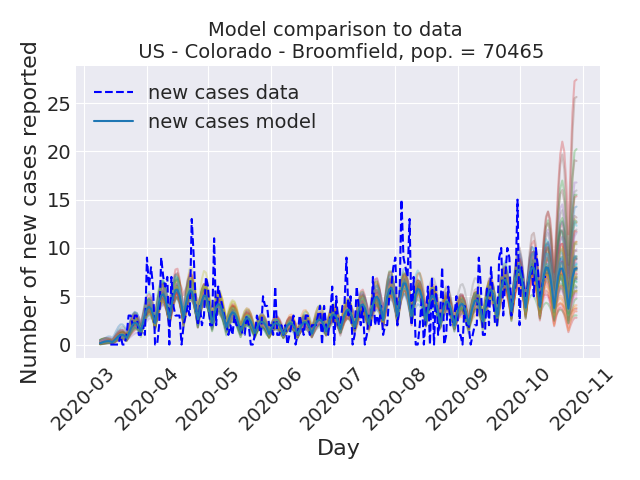 Model comparison to data
US - Colorado - Broomfield, pop. = 70465
Number of new cases reported
25
20
15
10
5
0
new cases data
new cases model
2020-03
2020-04
2020-05
2020-06
2020-07
2020-08
2020-09
2020-10
2020-11
Day